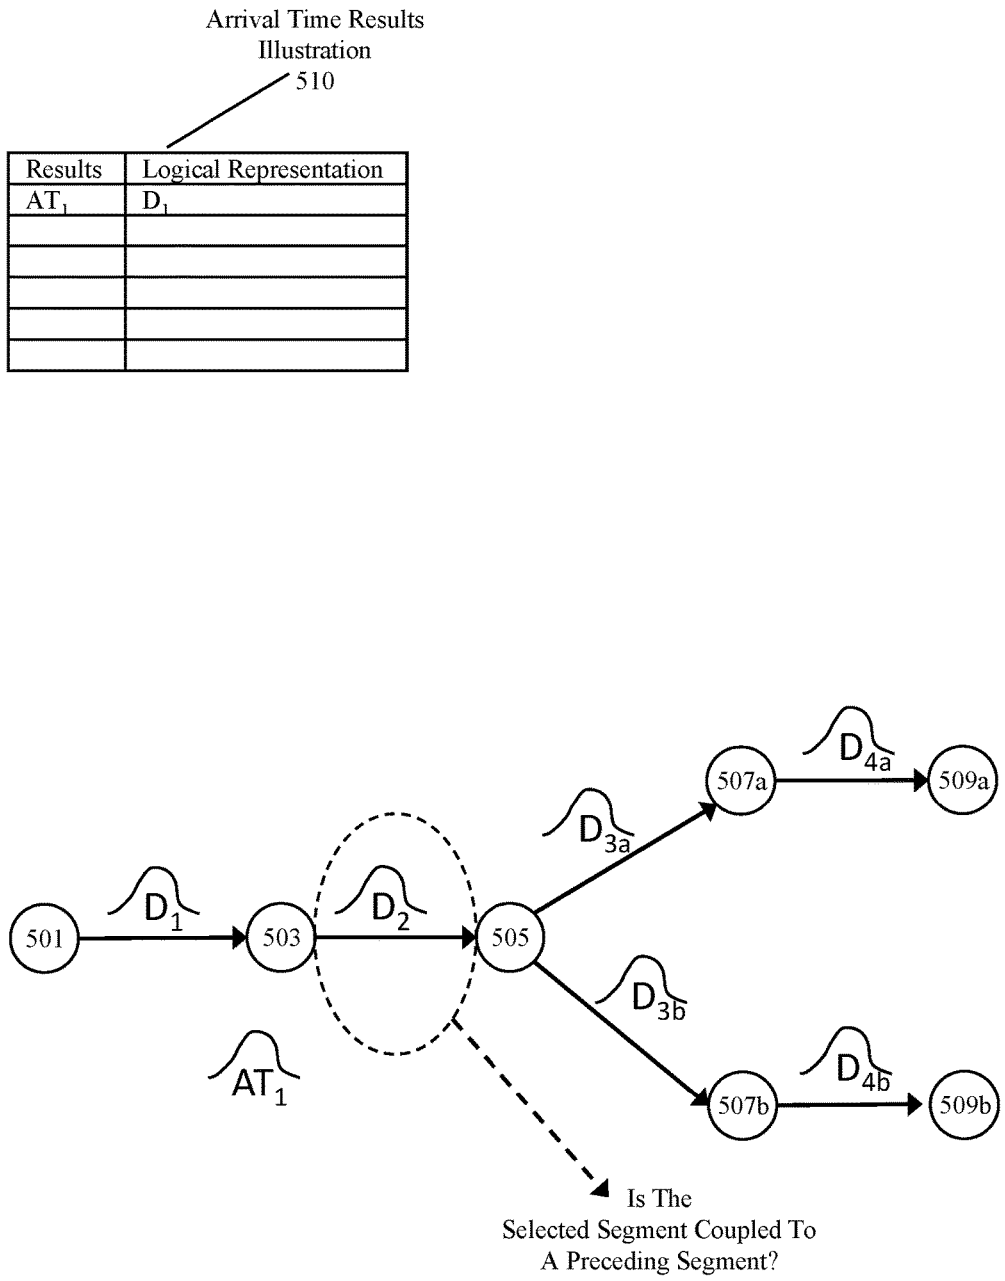 Arrival Time Results
Illustration
510
Results Logical Representation
AT1 D1
D4a
507a 509a
D3a
D1 D2
501 503 505
D3b
AT1
D4b
507b 509b
Is The
Selected Segment Coupled To
A Preceding Segment?